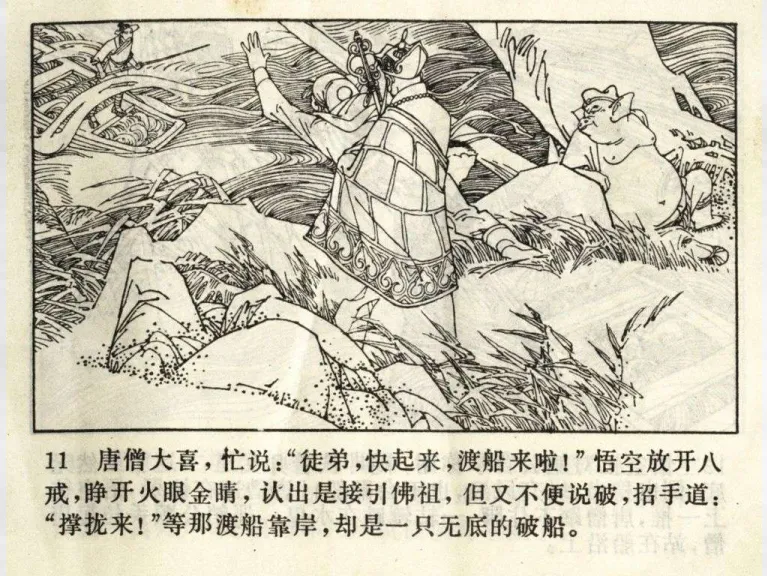 11 唐僧大喜，忙说：“徒弟，快起来，渡船来啦！”悟空放开八
戒，睁开火眼金睛，认出是接引佛祖，但又不便说破，招手道：
“撑拢来！”等那渡船靠岸，却是一只无底的破船。